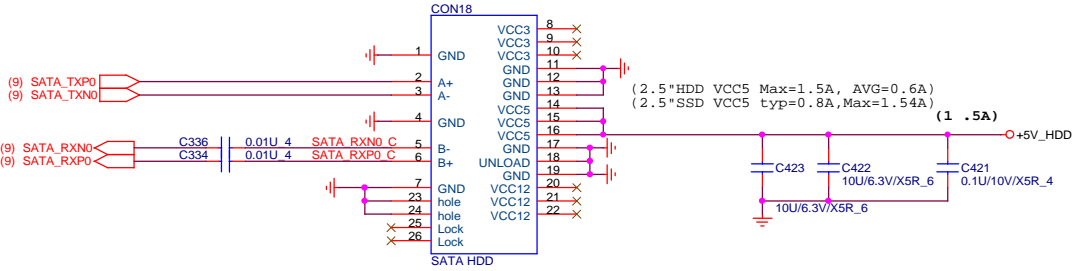 CON18
1 GND
(9) SATA_TXP0 2 A+
(9) SATA_TXN0 3 A-
4 GND
(9) SATA_RXN0 C336 0.01U_4 SATA_RXN0_C 5 B-
(9) SATA_RXP0 C334 0.01U_4 SATA_RXP0_C 6 B+
7 GND
23 hole
24 hole
25 Lock
26 Lock
VCC3 8
VCC3 9
VCC3 10
GND 11
GND 12
GND 13
VCC5 14
VCC5 15
VCC5 16
GND 17
UNLOAD 18
GND 19
VCC12 20
VCC12 21
VCC12 22
SATA HDD
(2.5"HDD VCC5 Max=1.5A, AVG=0.6A)
(2.5"SSD VCC5 typ=0.8A,Max=1.54A)
(1 .5A)
+5V_HDD
C423
10U/6.3V/X5R_6
C422
10U/6.3V/X5R_6
C421
0.1U/10V/X5R_4